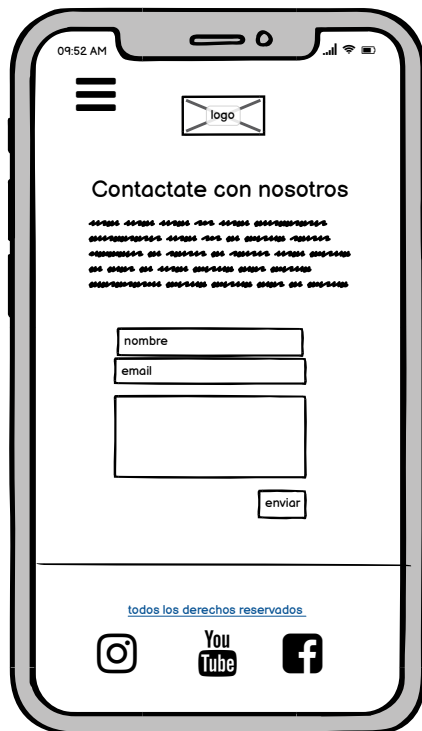 09:52 AM
logo
Contactate con nosotros
nombre
email
enviar
todos los derechos reservados
You
Tube